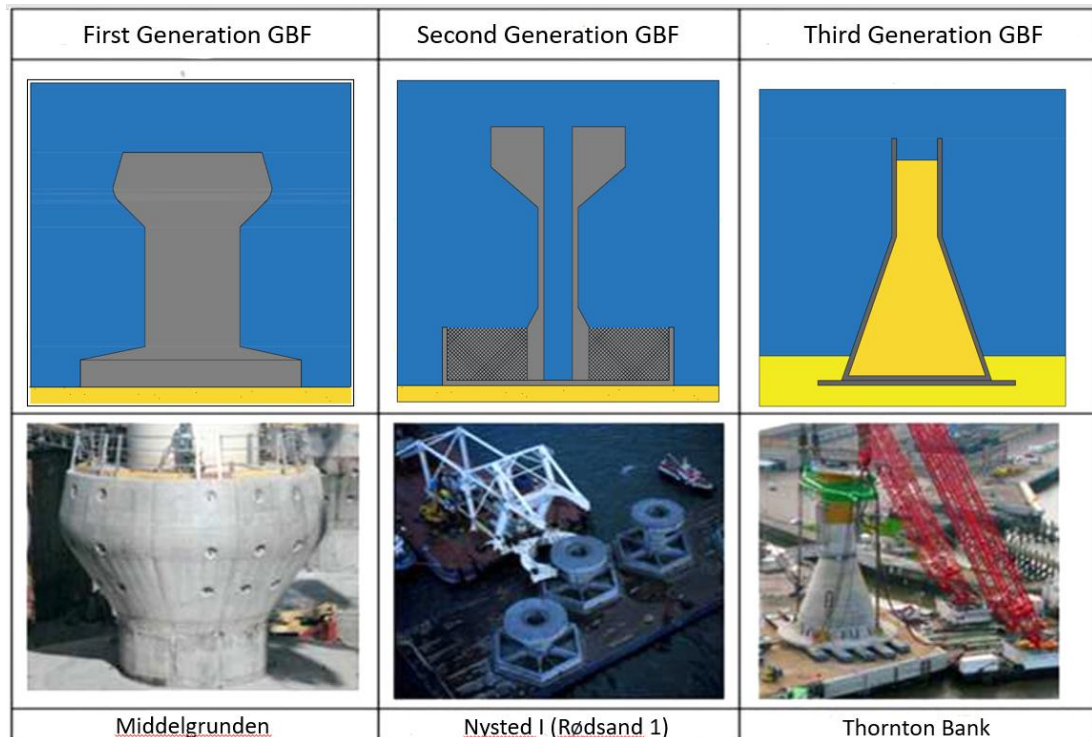 First Generation GBF
Second Generation GBF
Third Generation GBF
Middelgrunden
Nysted I (Rødsand 1)
Thornton Bank